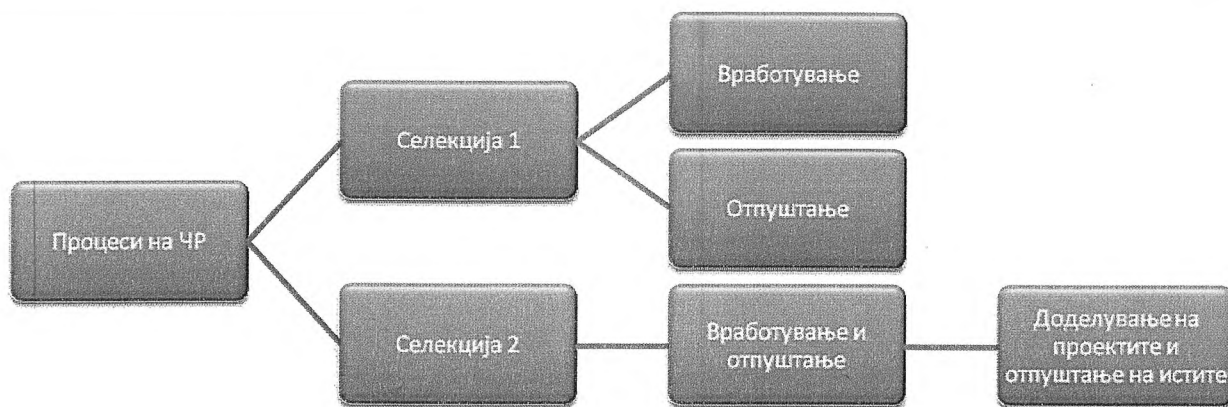 Процеси на ЧР
Селекција 1
Вработување
Отпуштање
Селекција 2
Вработување и
отпуштање
Доделување на
проектите и
отпуштање на истите